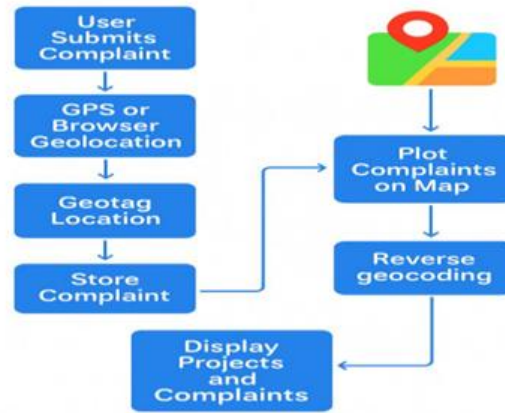 User
Submits
Complaint
GPS or
Browser
Geolocation
Geotag
Location
Store
Complaint
Plot
Complaints
on Map
Reverse
geocoding
Display
Projects
and
Complaints